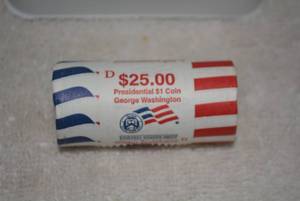 D $25.00
Presidential $1 Coin
George Washington